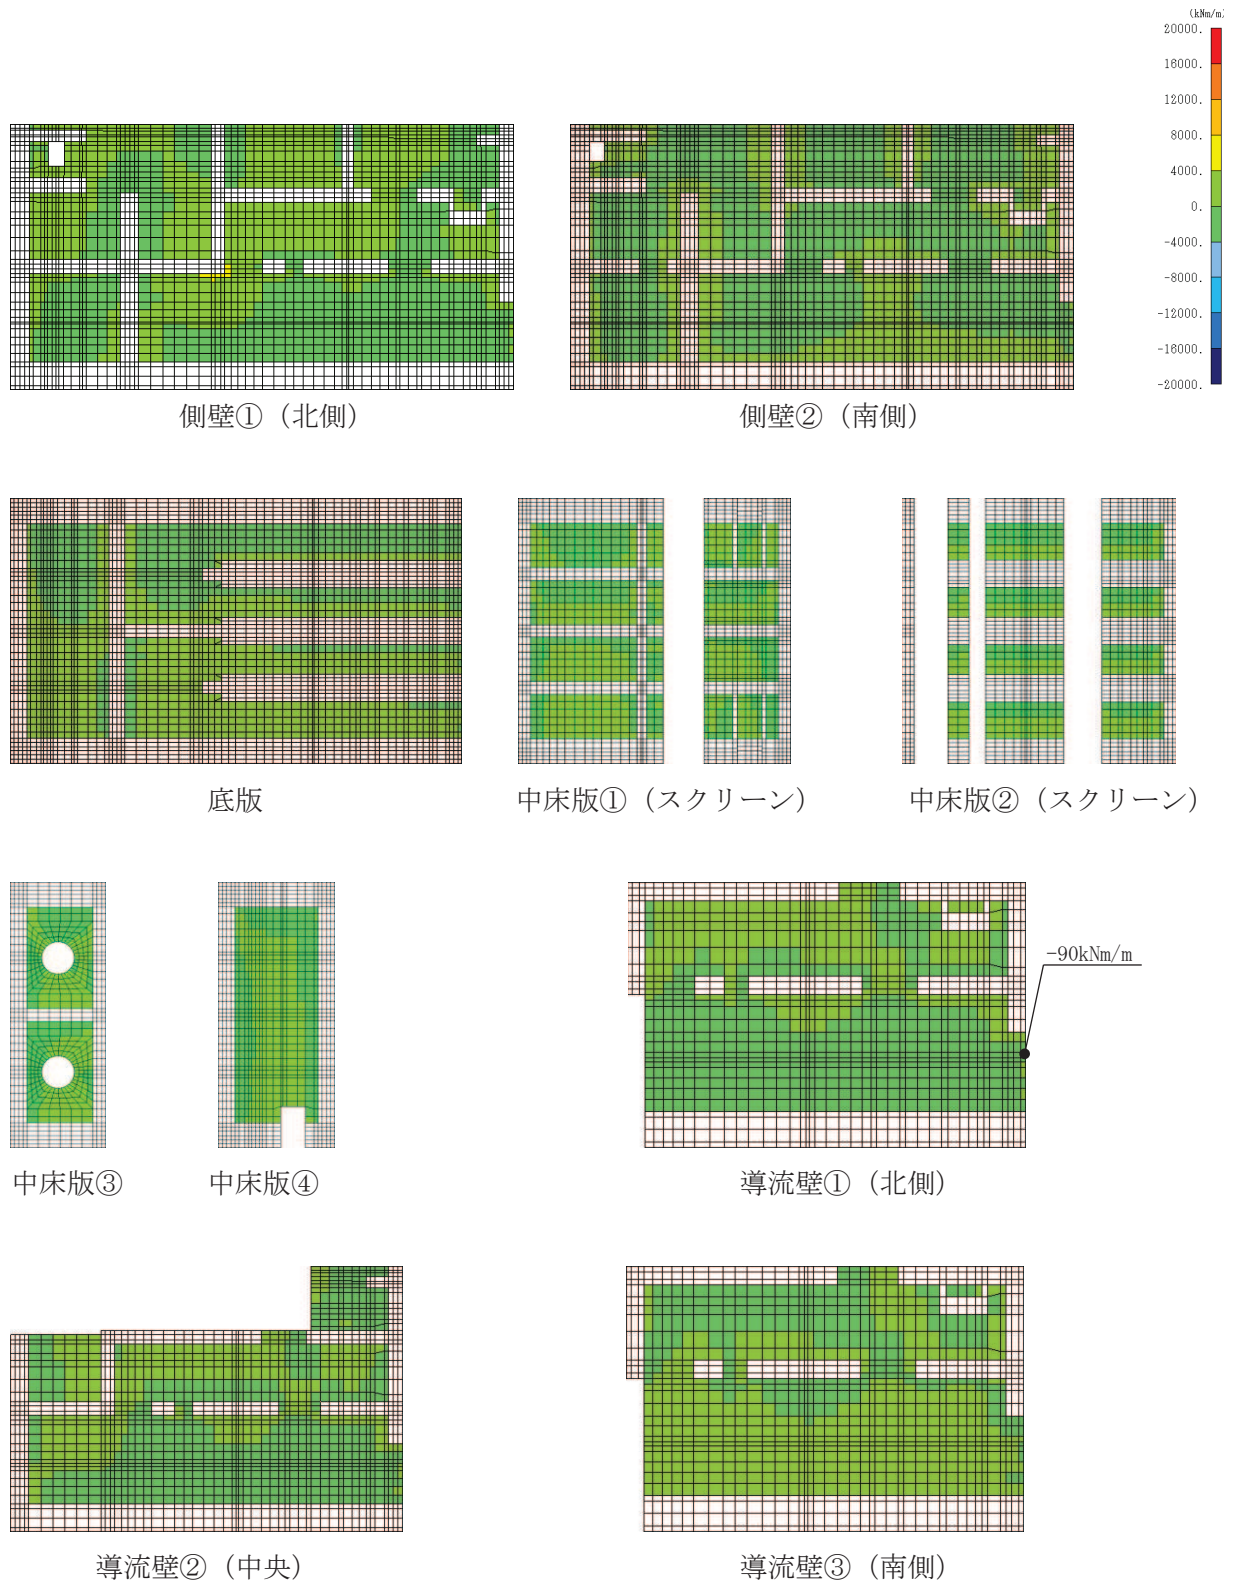 (kNm/m)
20000.
16000.
12000.
8000.
4000.
0.
-4000.
-8000.
-12000.
-16000.
-20000.
側壁①（北側）
側壁②（南側）
底版
中床版①（スクリーン）
中床版②（スクリーン）
-90kNm/m
中床版③
中床版④
導流壁①（北側）
導流壁②（中央）
導流壁③（南側）